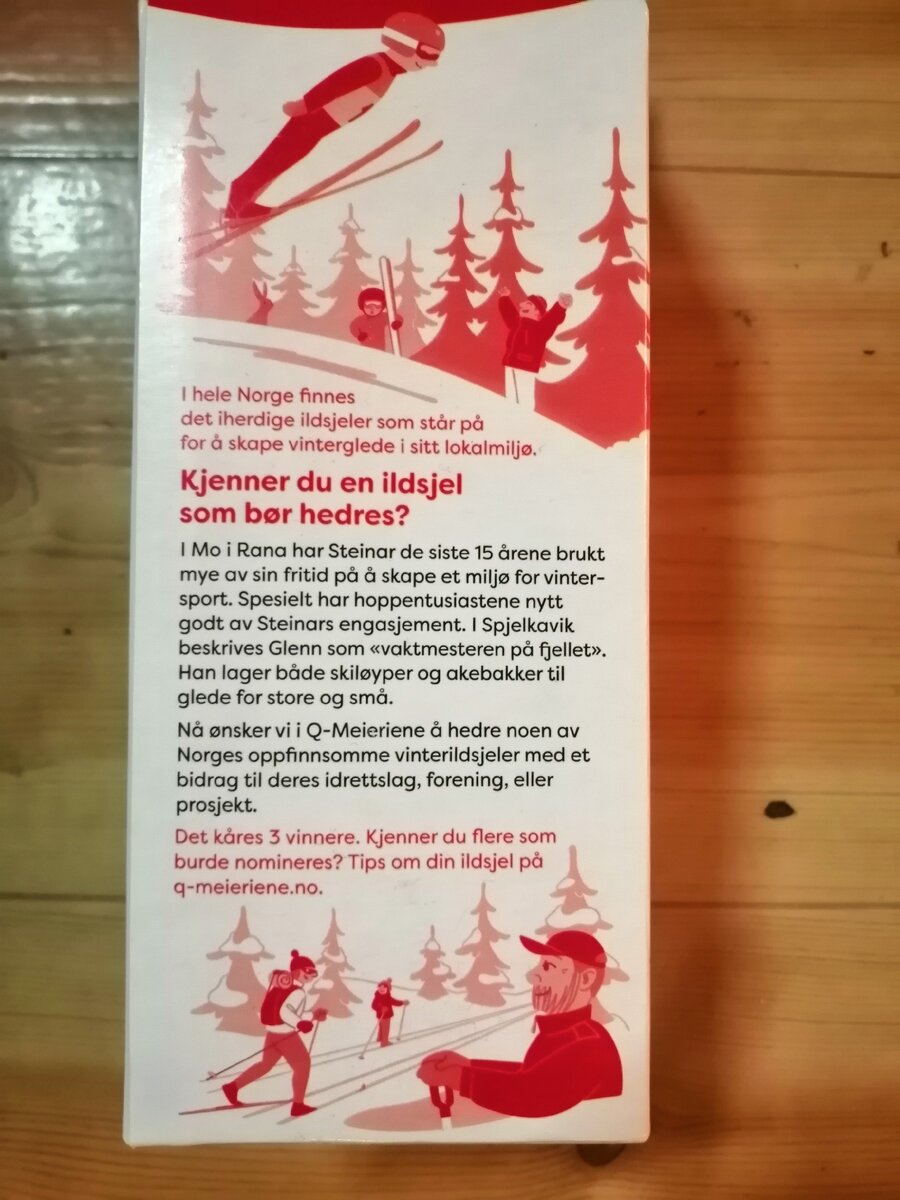 I hele Norge finnes
det iherdige ildsjeler som står på
for å skape vinterglede i sitt lokalmiljø.
Kjenner du en ildsjel
som bør hedres?
I Mo i Rana har Steinar de siste 15 årene brukt
mye av sin fritid på å skape et miljø for vinter-
sport. Spesielt har hoppentusiastene nytt
godt av Steinars engasjement. I Spjelkavik
beskrives Glenn som «vaktmesteren på fjellet».
Han lager både skiløyper og akebakker til
glede for store og små.
Nå ønsker vi i Q-Meieriene å hedre noen av
Norges oppfinnsomme vinterildsjeler med et
bidrag til deres idrettslag, forening, eller
prosjekt.
Det kåres 3 vinnere. Kjenner du flere som
burde nomineres? Tips om din ildsjel på
q-meieriene.no.